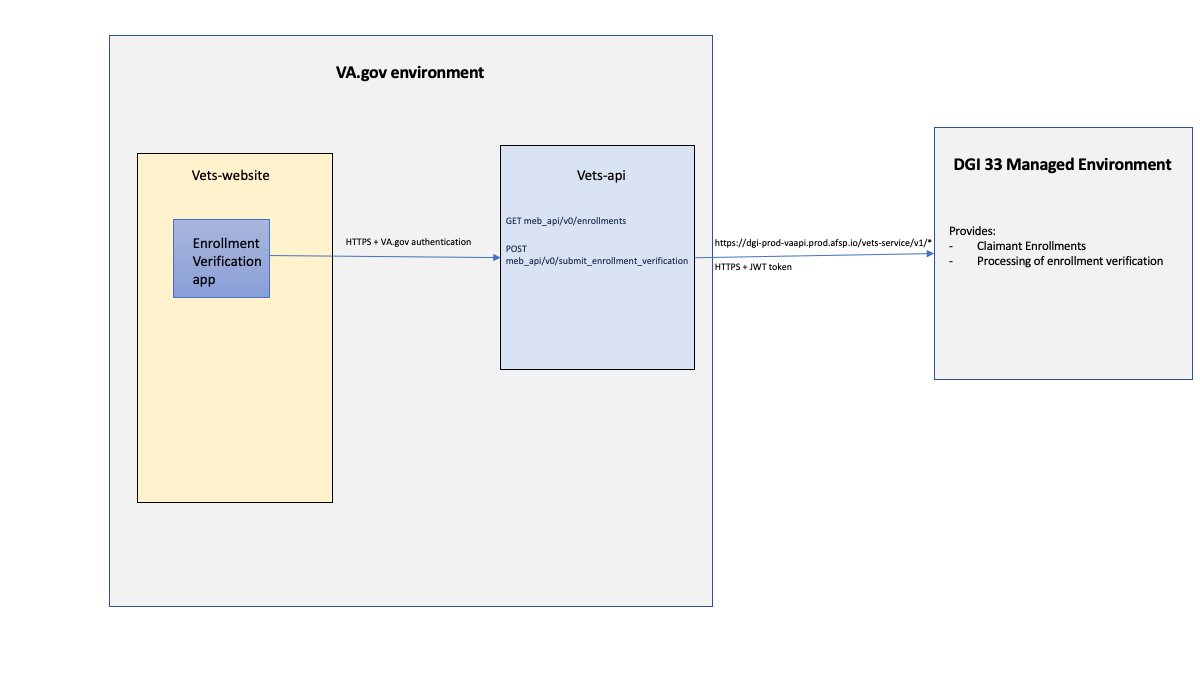 VA.gov environment
Vets-website
Enrollment
Verification
app
HTTPS + VA.gov authentication
Vets-api
GET meb_api/v0/enrollments
POST
meb_api/v0/submit_enrollment_verification
https://dgi-prod-vaapi.prod.afsp.io/vets-service/v1/*
HTTPS + JWT token
DGI 33 Managed Environment
Provides:
- Claimant Enrollments
- Processing of enrollment verification